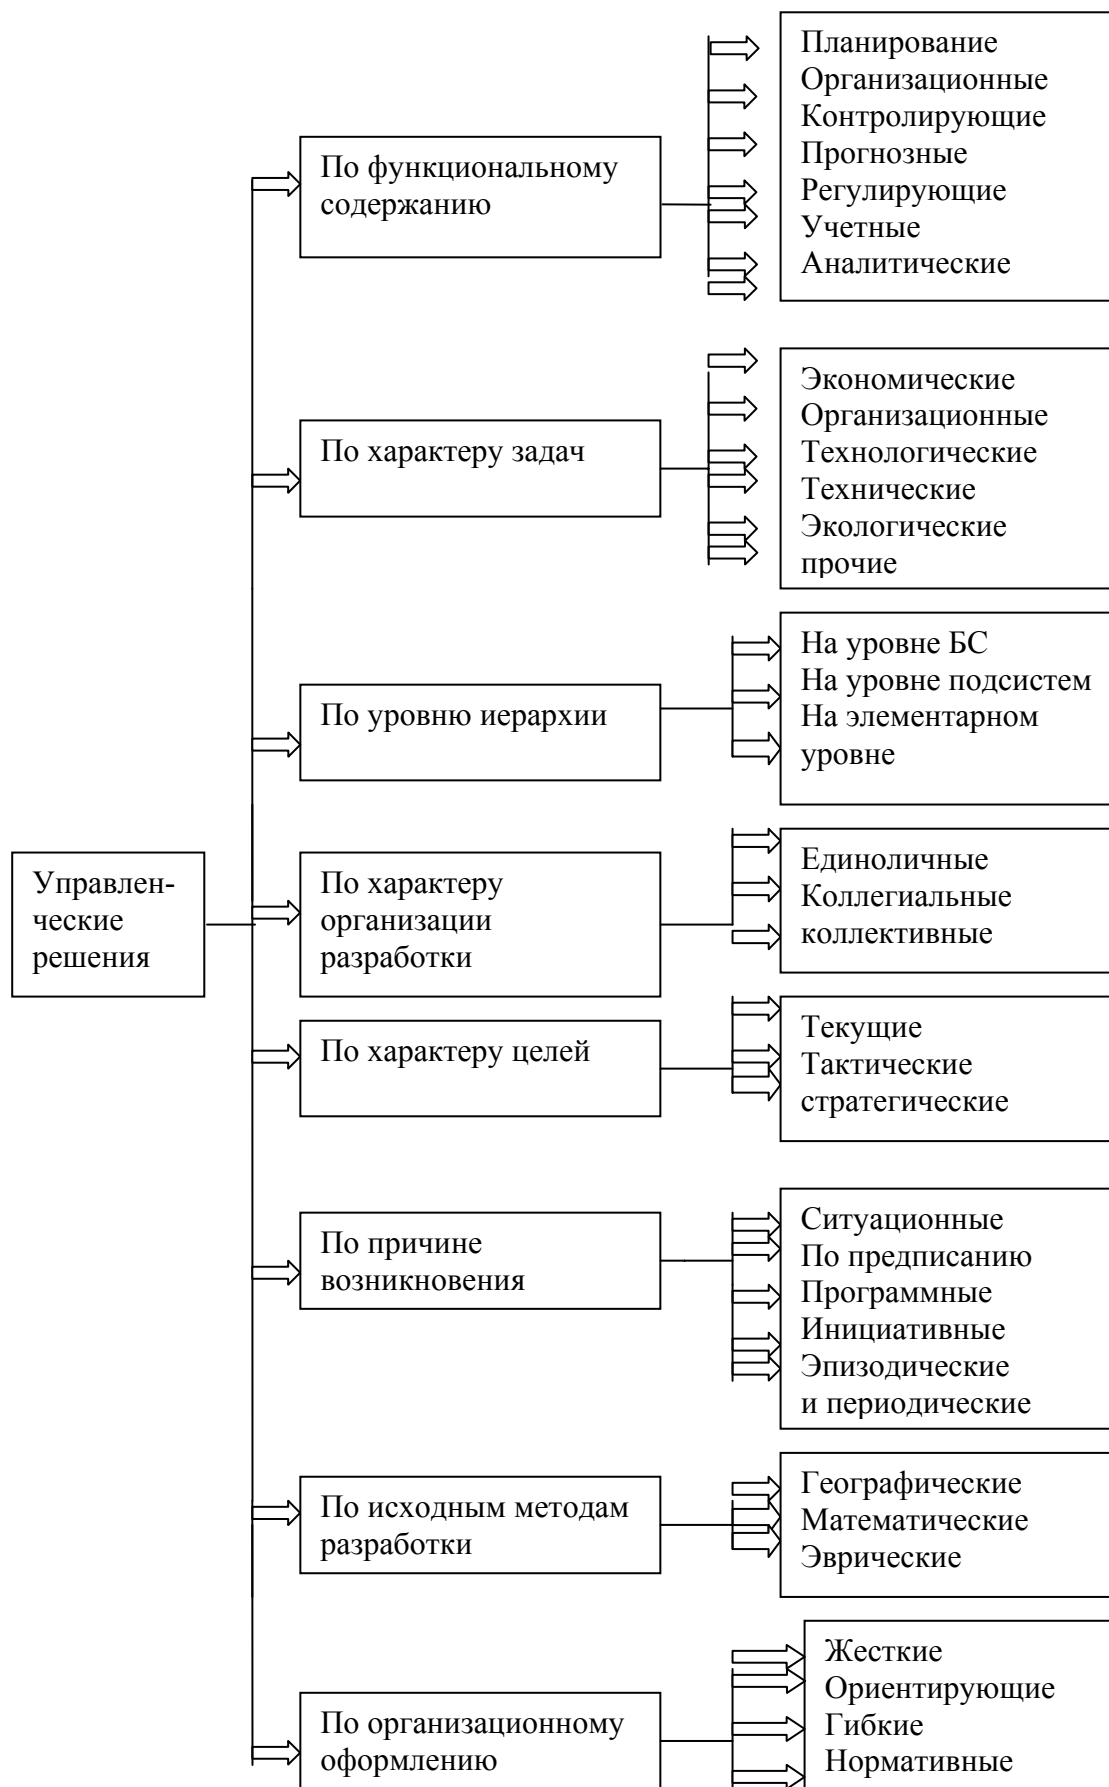 Планирование
Организационные
Контролирующие
Прогнозные
Регулирующие
Учетные
Аналитические
По функциональному
содержанию
Экономические
Организационные
Технологические
Технические
Экологические
прочие
По характеру задач
На уровне БС
На уровне подсистем
На элементарном
уровне
По уровню иерархии
Управлен-
ческие
решения
По характеру
организации
разработки
Единоличные
Коллегиальные
коллективные
По характеру целей
Текущие
Тактические
стратегические
По причине
возникновения
Ситуационные
По предписанию
Программные
Инициативные
Эпизодические
и периодические
По исходным методам
разработки
Географические
Математические
Эврические
По организационному
оформлению
Жесткие
Ориентирующие
Гибкие
Нормативные